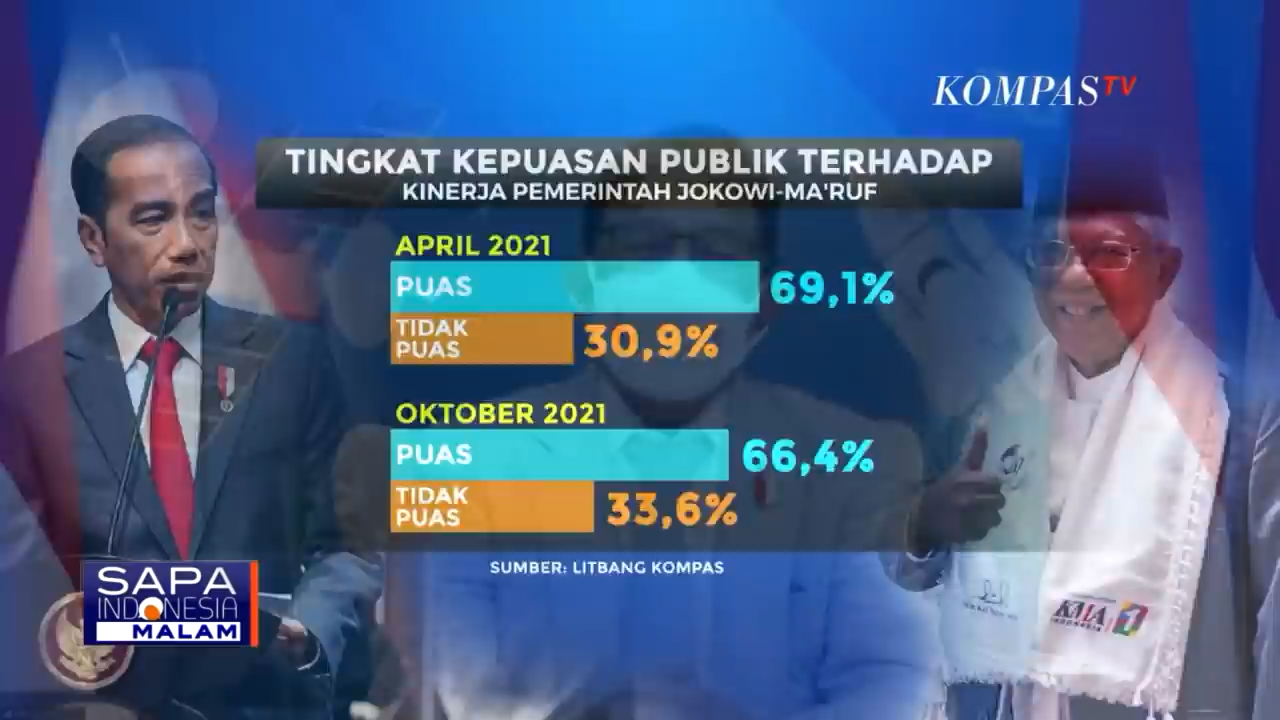 KOMPASTV
TINGKAT KEPUASAN PUBLIK TERHADAP
KINERJA PEMERINTAH JOKOWI-MA'RUF
APRIL 2021
PUAS
69,1%
TIDAK
PUAS
30,9%
OKTOBER 2021
PUAS
66,4%
TIDAK
PUAS
33,6%
SUMBER: LITBANG KOMPAS
SAPA
INDONESIA
MALAM